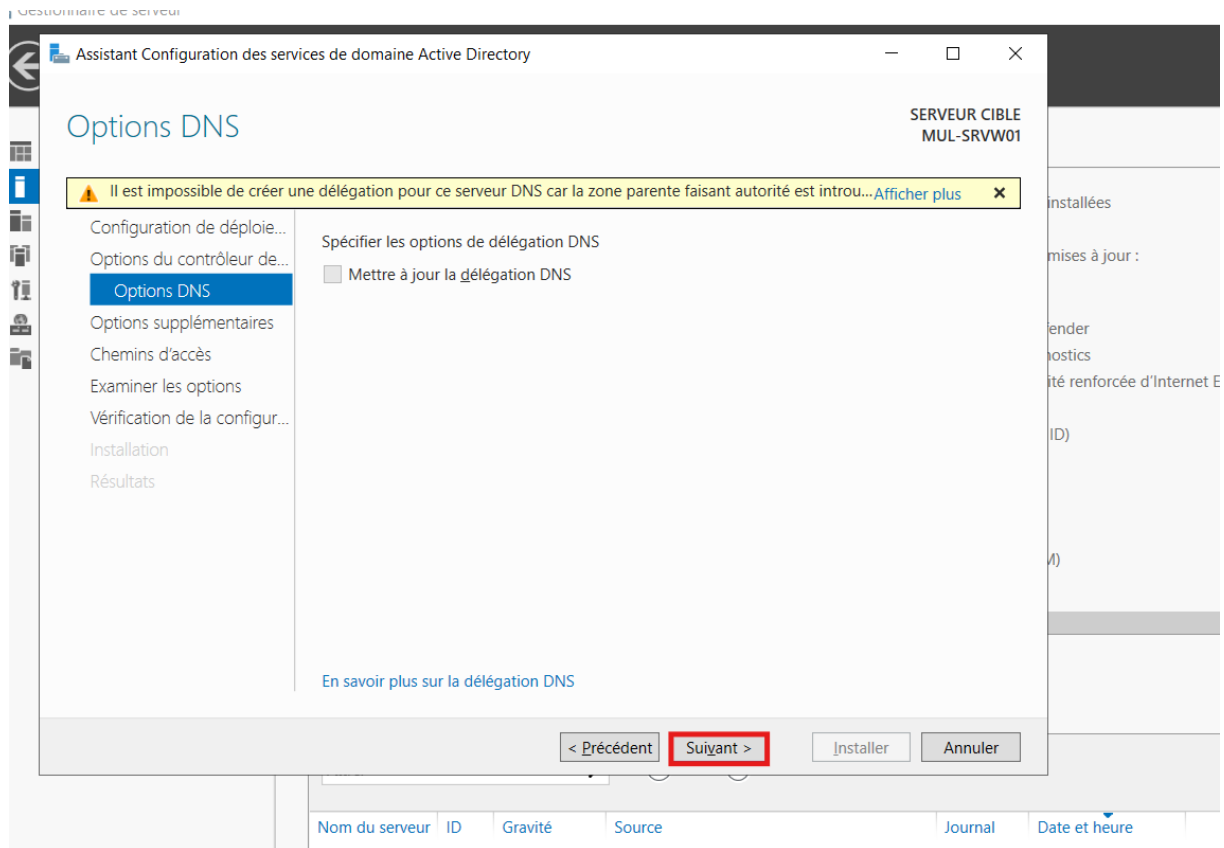 Gestionnaire de serveur
Assistant Configuration des services de domaine Active Directory
Options DNS
SERVEUR CIBLE
MUL-SRVW01
Il est impossible de créer une délégation pour ce serveur DNS car la zone parente faisant autorité est introu... Afficher plus
Configuration de déploie...
Options du contrôleur de...
Options DNS
Options supplémentaires
Chemins d'accès
Examiner les options
Vérification de la configur...
Installation
Résultats
Spécifier les options de délégation DNS
Mettre à jour la délégation DNS
En savoir plus sur la délégation DNS
< Précédent
Suivant >
Installer
Annuler
installées
mises à jour :
ender
nostics
ité renforcée d'Internet E
ID)
M)
Nom du serveur ID Gravité Source Journal Date et heure